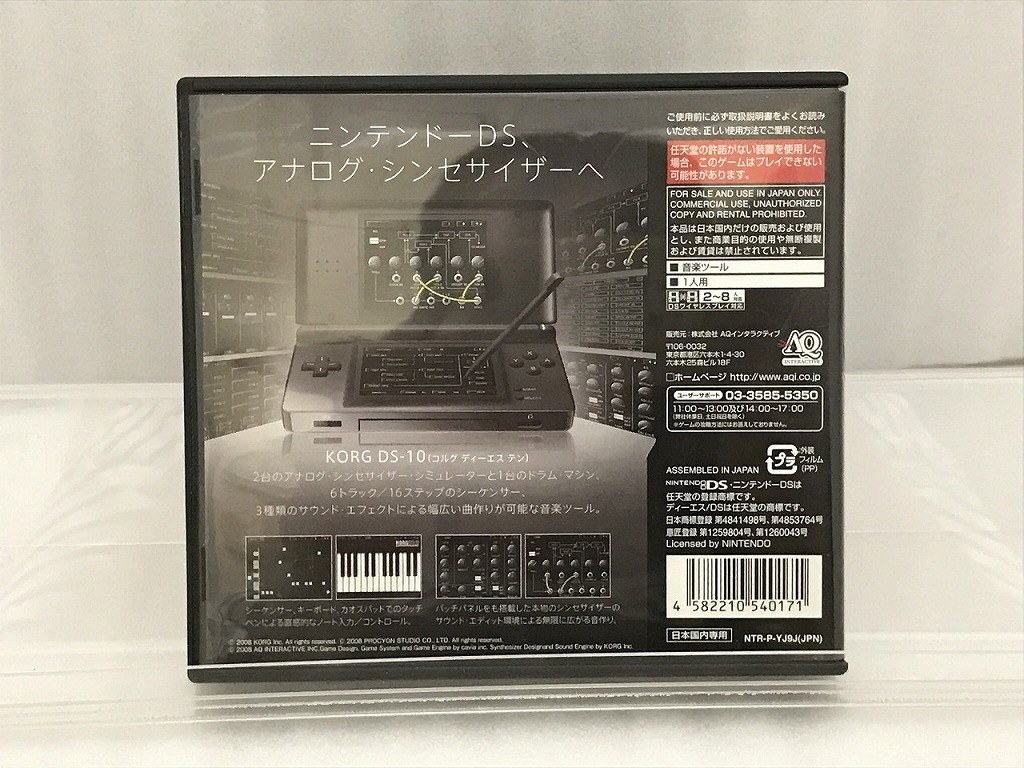 ニンテンドーDS、
アナログ・シンセサイザーへ
KORG DS-10(コルグ ディーエス テン)
2台のアナログ・シンセサイザー・シミュレーターと1台のドラム・マシン、
6トラック／16ステップのシーケンサー、
3種類のサウンド・エフェクトによる幅広い曲作りが可能な音楽ツール。
シーケンサー、キーボード、カオスパッドでのタッチ
ペンによる直感的なノート入力／コントロール。
パッチパネルをも搭載した本物のシンセサイザーの
サウンド・エディット環境による無限に広がる音作り。
© 2008 KORG Inc. All rights reserved. © 2008 PROCYON STUDIO CO., LTD. All rights reserved.
© 2008 AQ INTERACTIVE INC.Game Design, Game System and Game Engine by cavia inc. Synthesizer Designand Sound Engine by KORG Inc.
ご使用前に必ず取扱説明書をよくお読み
いただき、正しい使用方法でご愛用ください。
任天堂の許諾がない装置を使用した
場合、このゲームはプレイできない
可能性があります。
FOR SALE AND USE IN JAPAN ONLY.
COMMERCIAL USE, UNAUTHORIZED
COPY AND RENTAL PROHIBITED.
本品は日本国内だけの販売および使用
とし、また商業目的の使用や無断複製
および賃貸は禁止されています。
■ 音楽ツール
■ 1人用
2〜8人対応
DSワイヤレスプレイ対応
販売元：株式会社 AQインタラクティブ
〒106-0032
東京都港区六本木1-4-30
六本木25森ビル18F
AQ
INTERACTIVE
□ホームページ http://www.aqi.co.jp
ユーザーサポート 03-3585-5350
11:00〜13:00及び14:00〜17:00
(弊社休業日、土日祝日を除く)
※ゲームの攻略方法にはお答えしておりません。
ASSEMBLED IN JAPAN
プラ
外装
フィルム
(PP)
NINTENDO DS・ニンテンドーDSは
任天堂の登録商標です。
ディーエス/DSは任天堂の商標です。
日本商標登録 第4841498号、第4853764号
意匠登録 第1259804号、第1260043号
Licensed by NINTENDO
4 582210 540171
日本国内専用
NTR-P-YJ9J(JPN)